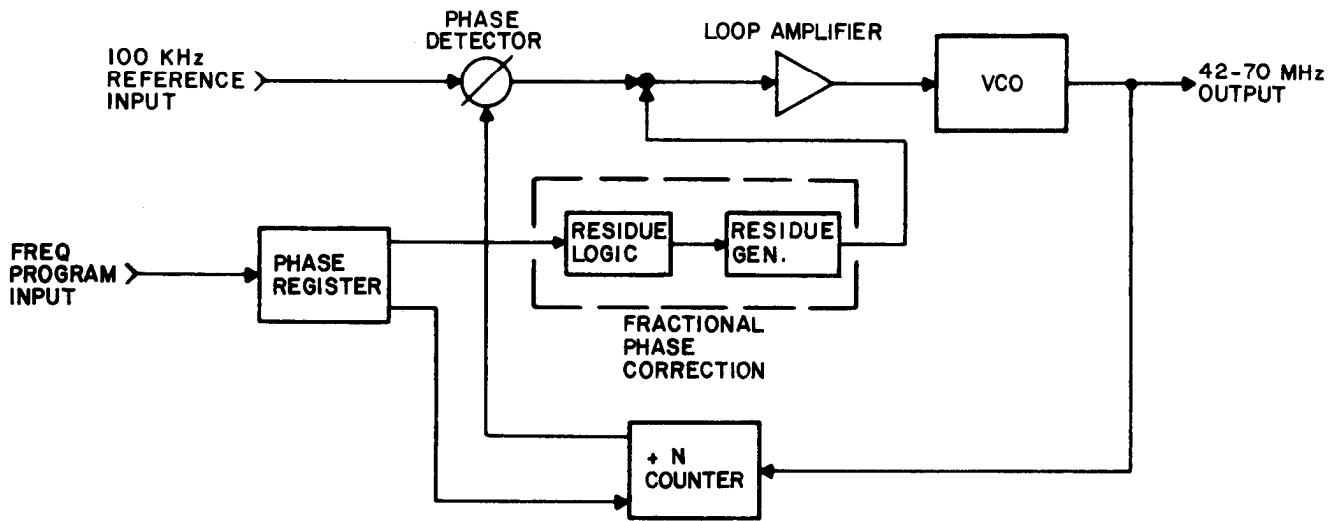 PHASE
DETECTOR
LOOP AMPLIFIER
100 KHz
REFERENCE
INPUT
VCO
42-70 MHz
OUTPUT
RESIDUE
LOGIC
RESIDUE
GEN.
FREQ
PROGRAM
INPUT
PHASE
REGISTER
FRACTIONAL
PHASE
CORRECTION
+ N
COUNTER